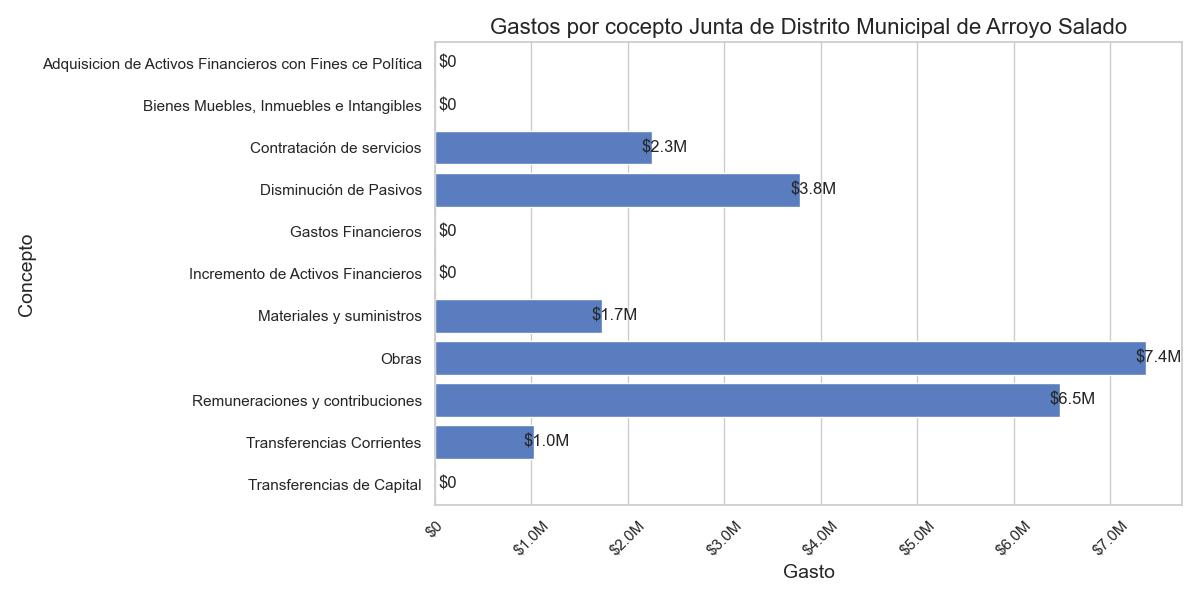 Gastos por cocepto Junta de Distrito Municipal de Arroyo Salado
Concepto
Adquisicion de Activos Financieros con Fines ce Política $0
Bienes Muebles, Inmuebles e Intangibles $0
Contratación de servicios $2.3M
Disminución de Pasivos $3.8M
Gastos Financieros $0
Incremento de Activos Financieros $0
Materiales y suministros $1.7M
Obras $7.4M
Remuneraciones y contribuciones $6.5M
Transferencias Corrientes $1.0M
Transferencias de Capital $0
$0 $1.0M $2.0M $3.0M $4.0M $5.0M $6.0M $7.0M
Gasto